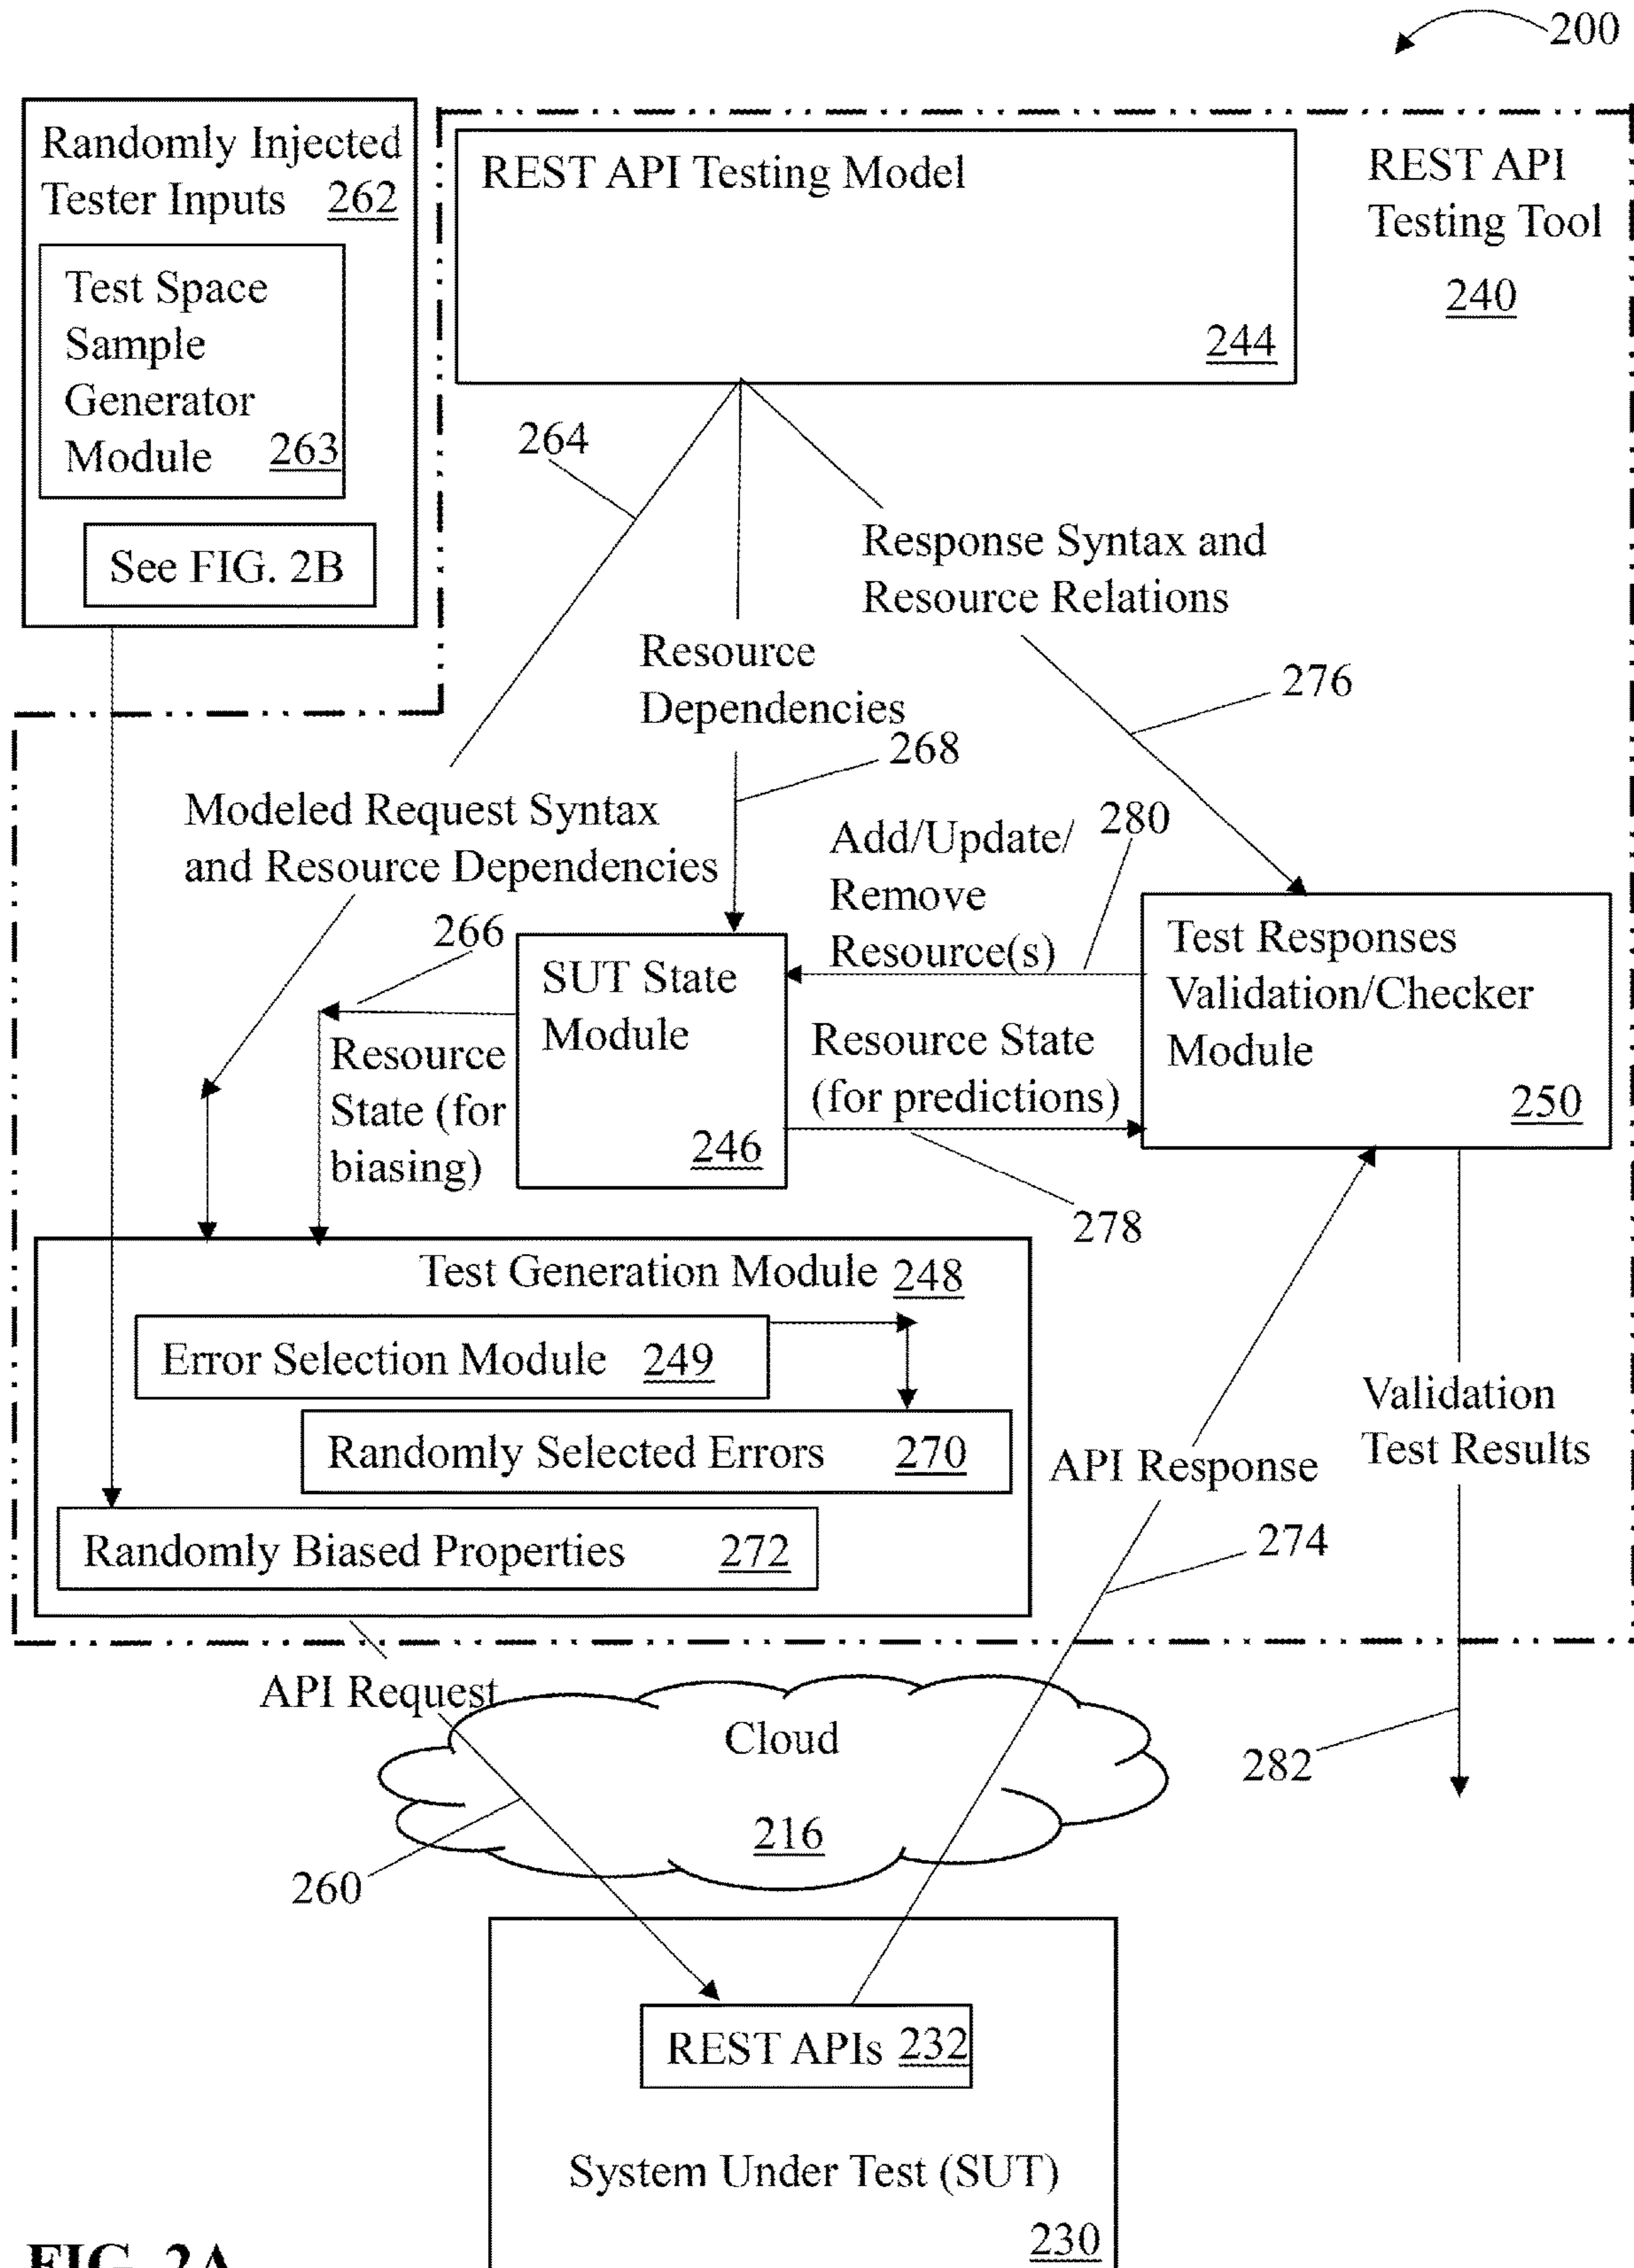 200
Randomly Injected
Tester Inputs 262
Test Space
Sample
Generator
Module 263
See FIG. 2B
REST API Testing Model
244
REST API
Testing Tool
240
264
Response Syntax and
Resource Relations
Resource
Dependencies
276
268
Modeled Request Syntax
and Resource Dependencies
Add/Update/
Remove
Resource(s)
280
266
SUT State
Module
246
Test Responses
Validation/Checker
Module
250
Resource
State (for
biasing)
Resource State
(for predictions)
278
Test Generation Module 248
Error Selection Module 249
Randomly Selected Errors 270
Randomly Biased Properties 272
API Response
Validation
Test Results
274
API Request
Cloud
216
282
260
REST APIs 232
System Under Test (SUT)
230
FIG. 2A